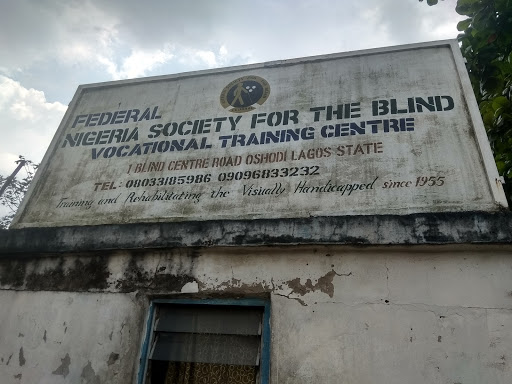 FEDERAL
NIGERIA SOCIETY FOR THE BLIND
VOCATIONAL TRAINING CENTRE
1 BLIND CENTRE ROAD OSHODI LAGOS STATE
TEL: 08033185986 09096833232
"Training and Rehabilitating the Visually Handicapped since 1955"